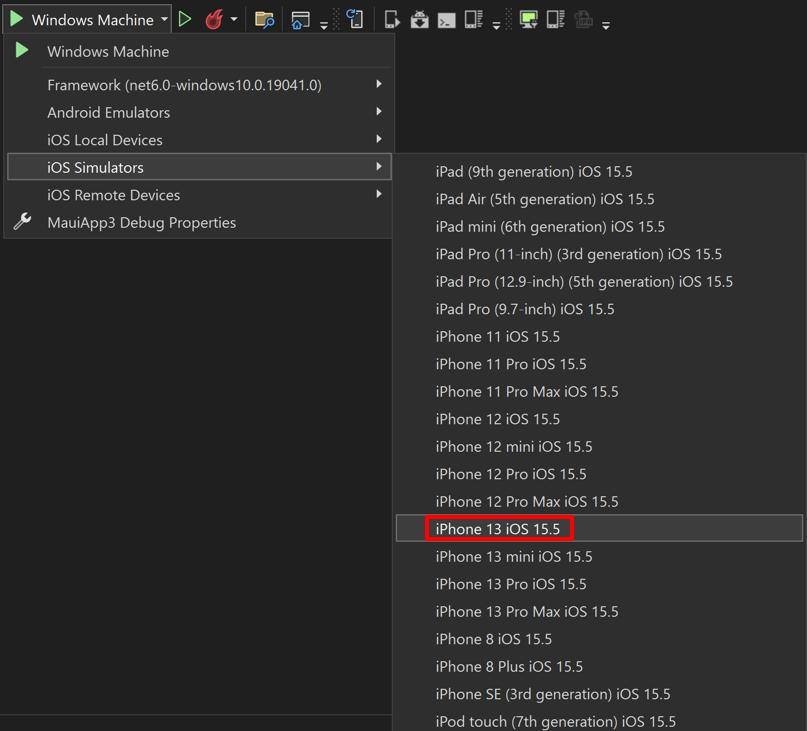 Windows Machine
Windows Machine
Framework (net6.0-windows10.0.19041.0)
Android Emulators
iOS Local Devices
iOS Simulators
iOS Remote Devices
MauiApp3 Debug Properties
iPad (9th generation) iOS 15.5
iPad Air (5th generation) iOS 15.5
iPad mini (6th generation) iOS 15.5
iPad Pro (11-inch) (3rd generation) iOS 15.5
iPad Pro (12.9-inch) (5th generation) iOS 15.5
iPad Pro (9.7-inch) iOS 15.5
iPhone 11 iOS 15.5
iPhone 11 Pro iOS 15.5
iPhone 11 Pro Max iOS 15.5
iPhone 12 iOS 15.5
iPhone 12 mini iOS 15.5
iPhone 12 Pro iOS 15.5
iPhone 12 Pro Max iOS 15.5
iPhone 13 iOS 15.5
iPhone 13 mini iOS 15.5
iPhone 13 Pro iOS 15.5
iPhone 13 Pro Max iOS 15.5
iPhone 8 iOS 15.5
iPhone 8 Plus iOS 15.5
iPhone SE (3rd generation) iOS 15.5
iPod touch (7th generation) iOS 15.5